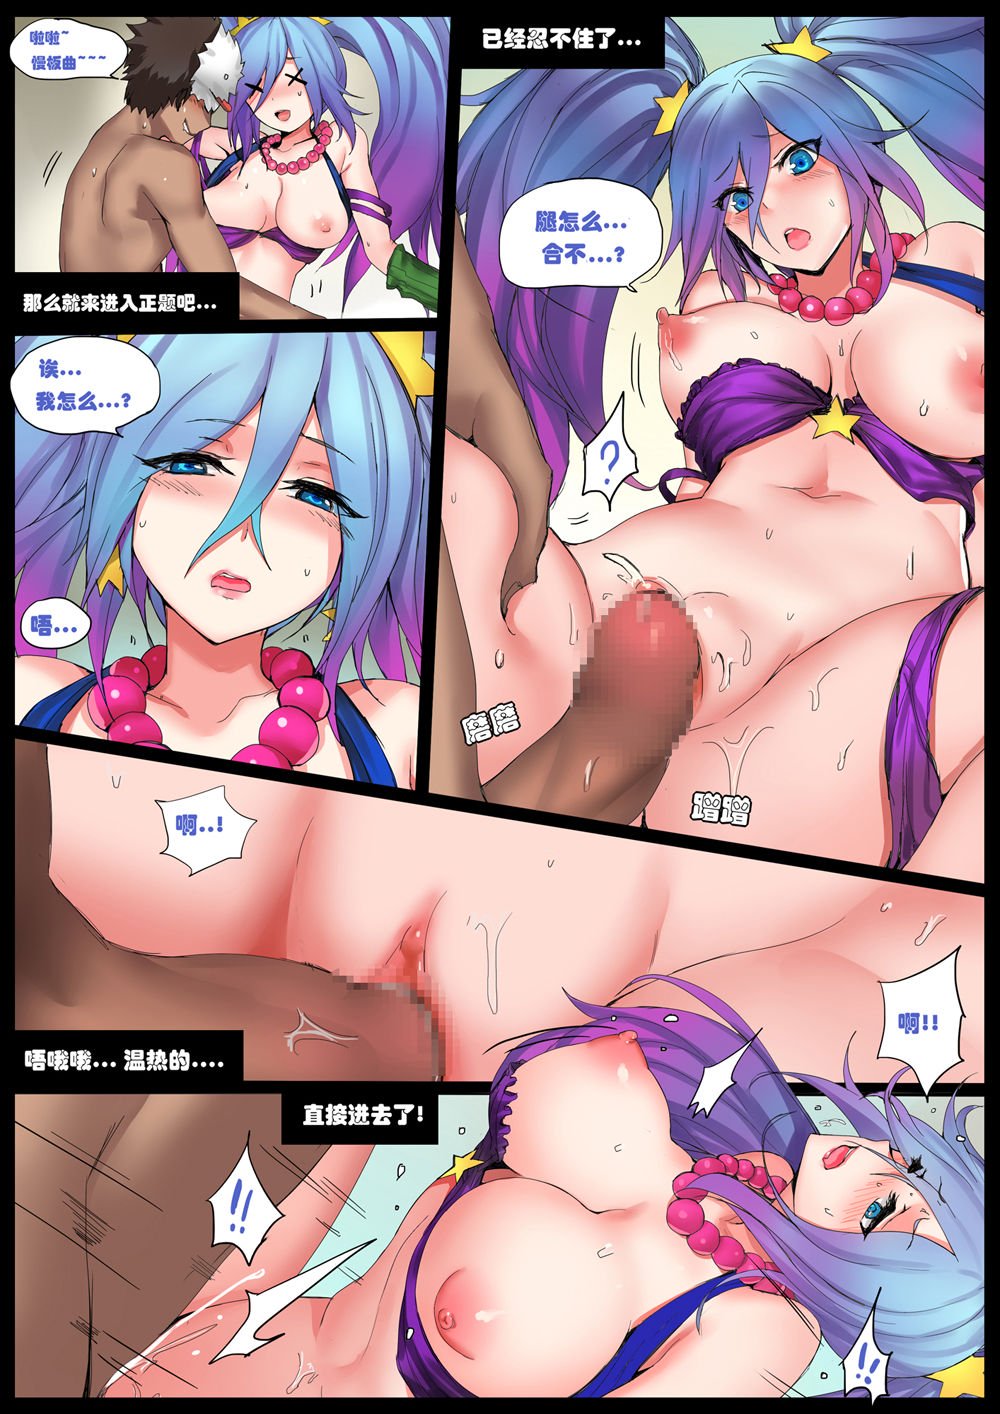 啦啦~
慢板曲~~~
那么就来进入正题吧...
已经忍不住了...
腿怎么...
合不...?
?
诶...
我怎么...?
唔...
磨磨
蹭蹭
啊..!
唔哦哦... 温热的....
啊!!
直接进去了!
!!
!!